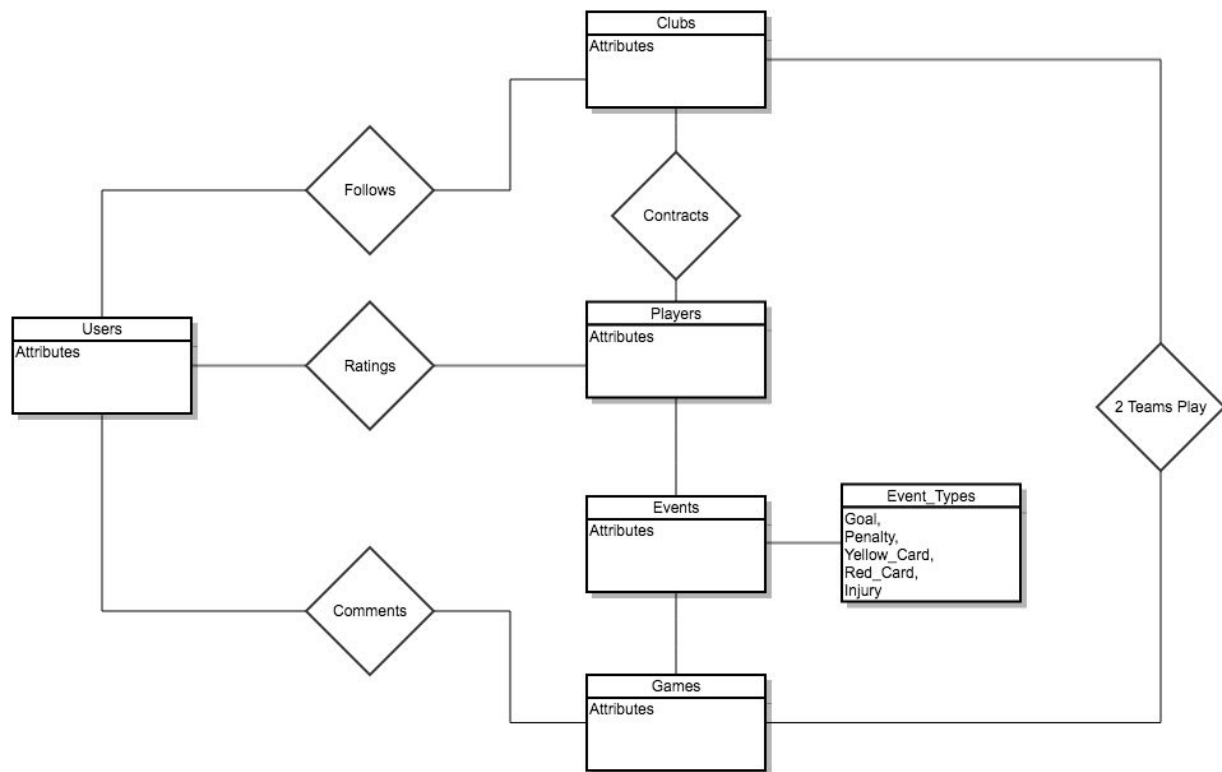 Clubs
Attributes
Follows
Contracts
Users
Attributes
Ratings
Players
Attributes
2 Teams Play
Events
Attributes
Event_Types
Goal,
Penalty,
Yellow_Card,
Red_Card,
Injury
Comments
Games
Attributes